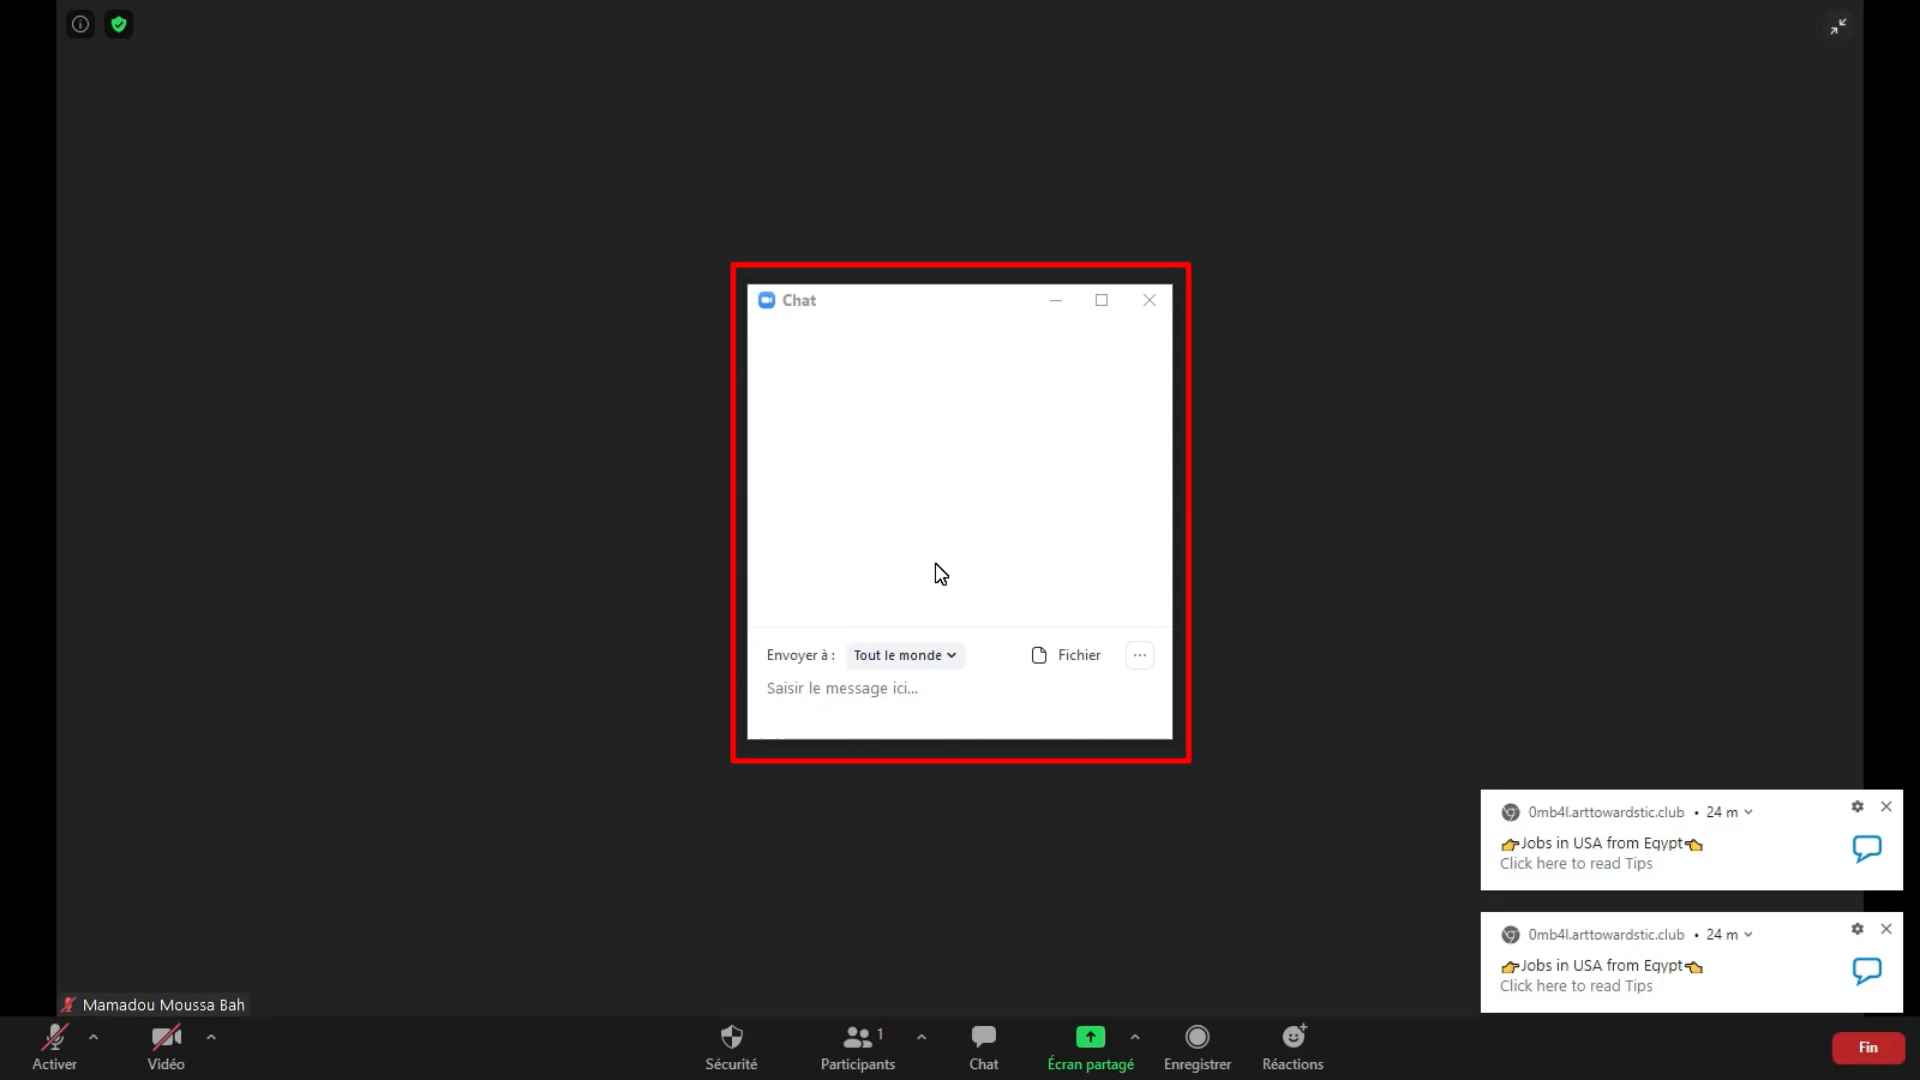 Chat
Envoyer à : Tout le monde Fichier
Saisir le message ici...
0mb4l.arttowardstic.club • 24 m
👉Jobs in USA from Egypt👈
Click here to read Tips
0mb4l.arttowardstic.club • 24 m
👉Jobs in USA from Egypt👈
Click here to read Tips
Mamadou Moussa Bah
1
Activer Vidéo Sécurité Participants Chat Écran partagé Enregistrer Réactions Fin